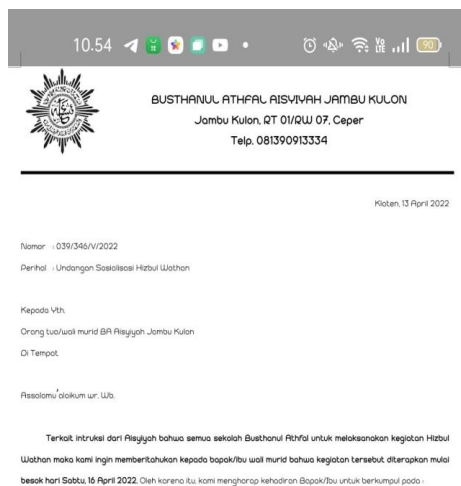 10.54
90
BUSTHANUL ATHFAL AISYIYAH JAMBU KULON
Jambu Kulon, RT 01/RW 07, Ceper
Telp. 081390913334
Klaten, 13 April 2022
Nomor : 039/346/V/2022
Perihal : Undangan Sosialisasi Hizbul Wathan
Kepada Yth.
Orang tua/wali murid BA Aisyiyah Jambu Kulon
Di Tempat
Assalamu'alaikum wr. Wb.
Terkait intruksi dari Aisyiyah bahwa semua sekolah Busthanul Athfal untuk melaksanakan kegiatan Hizbul
Wathan maka kami ingin memberitahukan kepada bapak/ibu wali murid bahwa kegiatan tersebut diterapkan mulai
besok hari Sabtu, 16 April 2022. Oleh karena itu, kami mengharap kehadiran Bapak/Ibu untuk berkumpul pada :